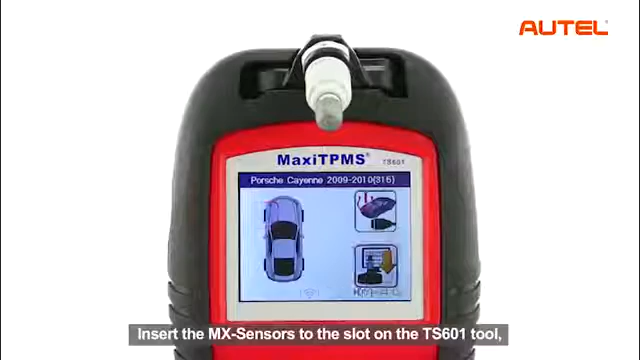 AUTEL
MaxiTPMS® TS601
Porsche Cayenne 2009-2010(315)
Insert the MX-Sensors to the slot on the TS601 tool,